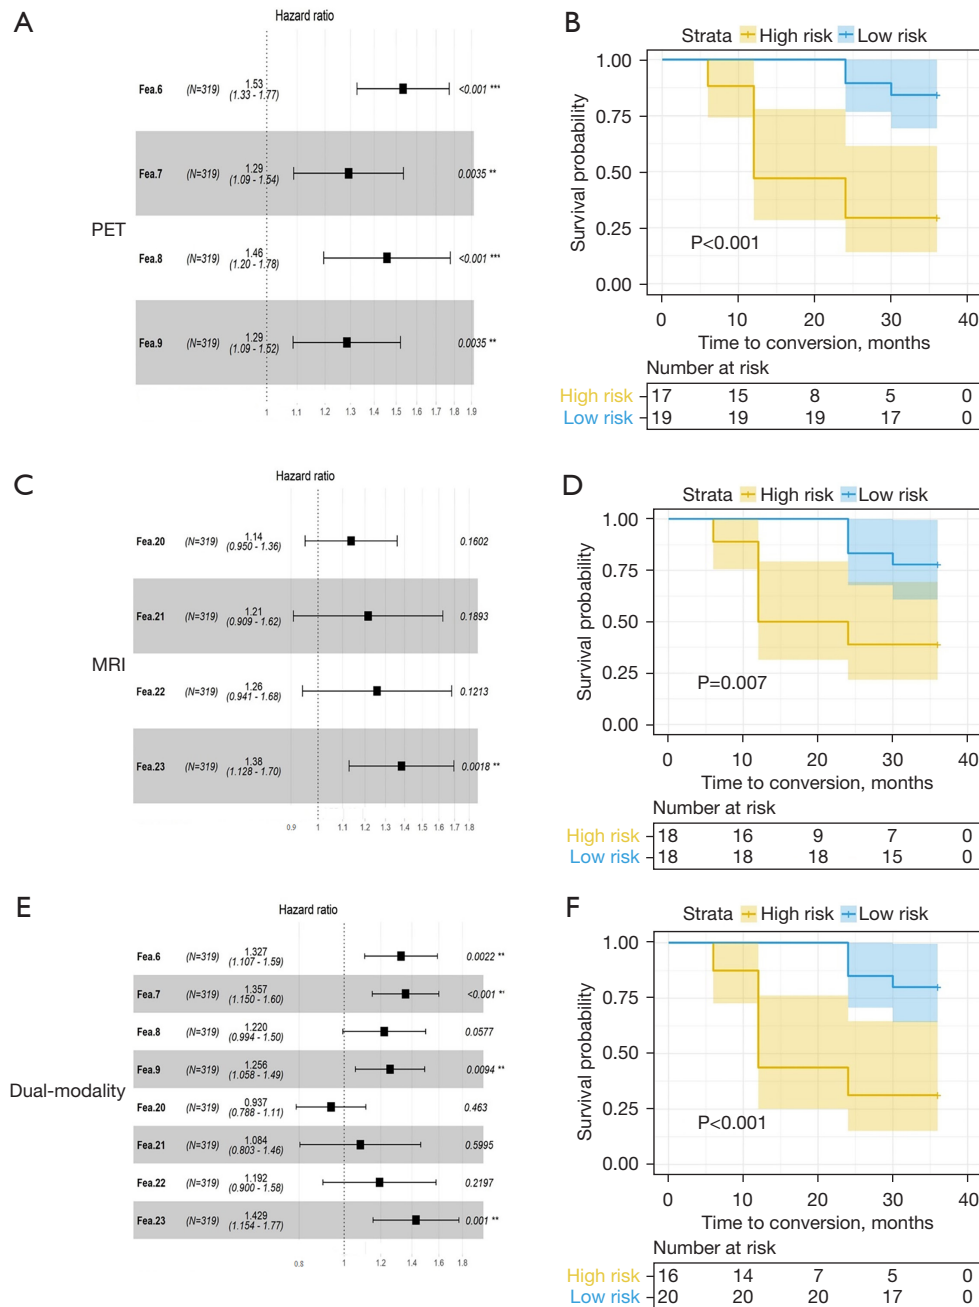 A
Hazard ratio
Fea.6 (N=319) 1.53 (1.33 - 1.77) <0.001 ***
Fea.7 (N=319) 1.29 (1.09 - 1.54) 0.0035 **
PET
Fea.8 (N=319) 1.46 (1.20 - 1.78) <0.001 ***
Fea.9 (N=319) 1.29 (1.09 - 1.52) 0.0035 **
1 1.1 1.2 1.3 1.4 1.5 1.6 1.7 1.8 1.9
B
Strata High risk Low risk
Survival probability
1.00
0.75
0.50
0.25
0.00
P<0.001
0 10 20 30 40
Time to conversion, months
Number at risk
High risk 17 15 8 5 0
Low risk 19 19 19 17 0
C
Hazard ratio
Fea.20 (N=319) 1.14 (0.950 - 1.36) 0.1602
Fea.21 (N=319) 1.21 (0.909 - 1.62) 0.1893
MRI
Fea.22 (N=319) 1.26 (0.941 - 1.68) 0.1213
Fea.23 (N=319) 1.38 (1.128 - 1.70) 0.0018 **
0.9 1 1.1 1.2 1.3 1.4 1.5 1.6 1.7 1.8
D
Strata High risk Low risk
Survival probability
1.00
0.75
0.50
0.25
0.00
P=0.007
0 10 20 30 40
Time to conversion, months
Number at risk
High risk 18 16 9 7 0
Low risk 18 18 18 15 0
E
Hazard ratio
Fea.6 (N=319) 1.327 (1.107 - 1.59) 0.0022 **
Fea.7 (N=319) 1.357 (1.150 - 1.60) <0.001 **
Fea.8 (N=319) 1.220 (0.994 - 1.50) 0.0577
Fea.9 (N=319) 1.256 (1.058 - 1.49) 0.0094 **
Dual-modality
Fea.20 (N=319) 0.937 (0.788 - 1.11) 0.463
Fea.21 (N=319) 1.084 (0.803 - 1.46) 0.5995
Fea.22 (N=319) 1.192 (0.900 - 1.58) 0.2197
Fea.23 (N=319) 1.429 (1.154 - 1.77) 0.001 **
0.8 1 1.2 1.4 1.6 1.8
F
Strata High risk Low risk
Survival probability
1.00
0.75
0.50
0.25
0.00
P<0.001
0 10 20 30 40
Time to conversion, months
Number at risk
High risk 16 14 7 5 0
Low risk 20 20 20 17 0